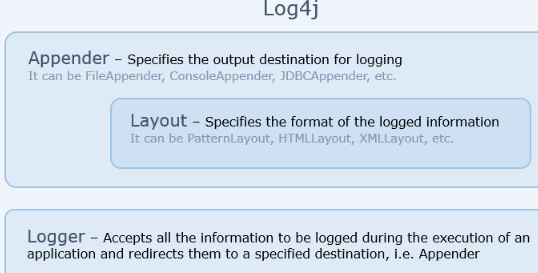 Log4j
Appender – Specifies the output destination for logging
It can be FileAppender, ConsoleAppender, JDBCAppender, etc.
Layout – Specifies the format of the logged information
It can be PatternLayout, HTMLLayout, XMLLayout, etc.
Logger – Accepts all the information to be logged during the execution of an
application and redirects them to a specified destination, i.e. Appender